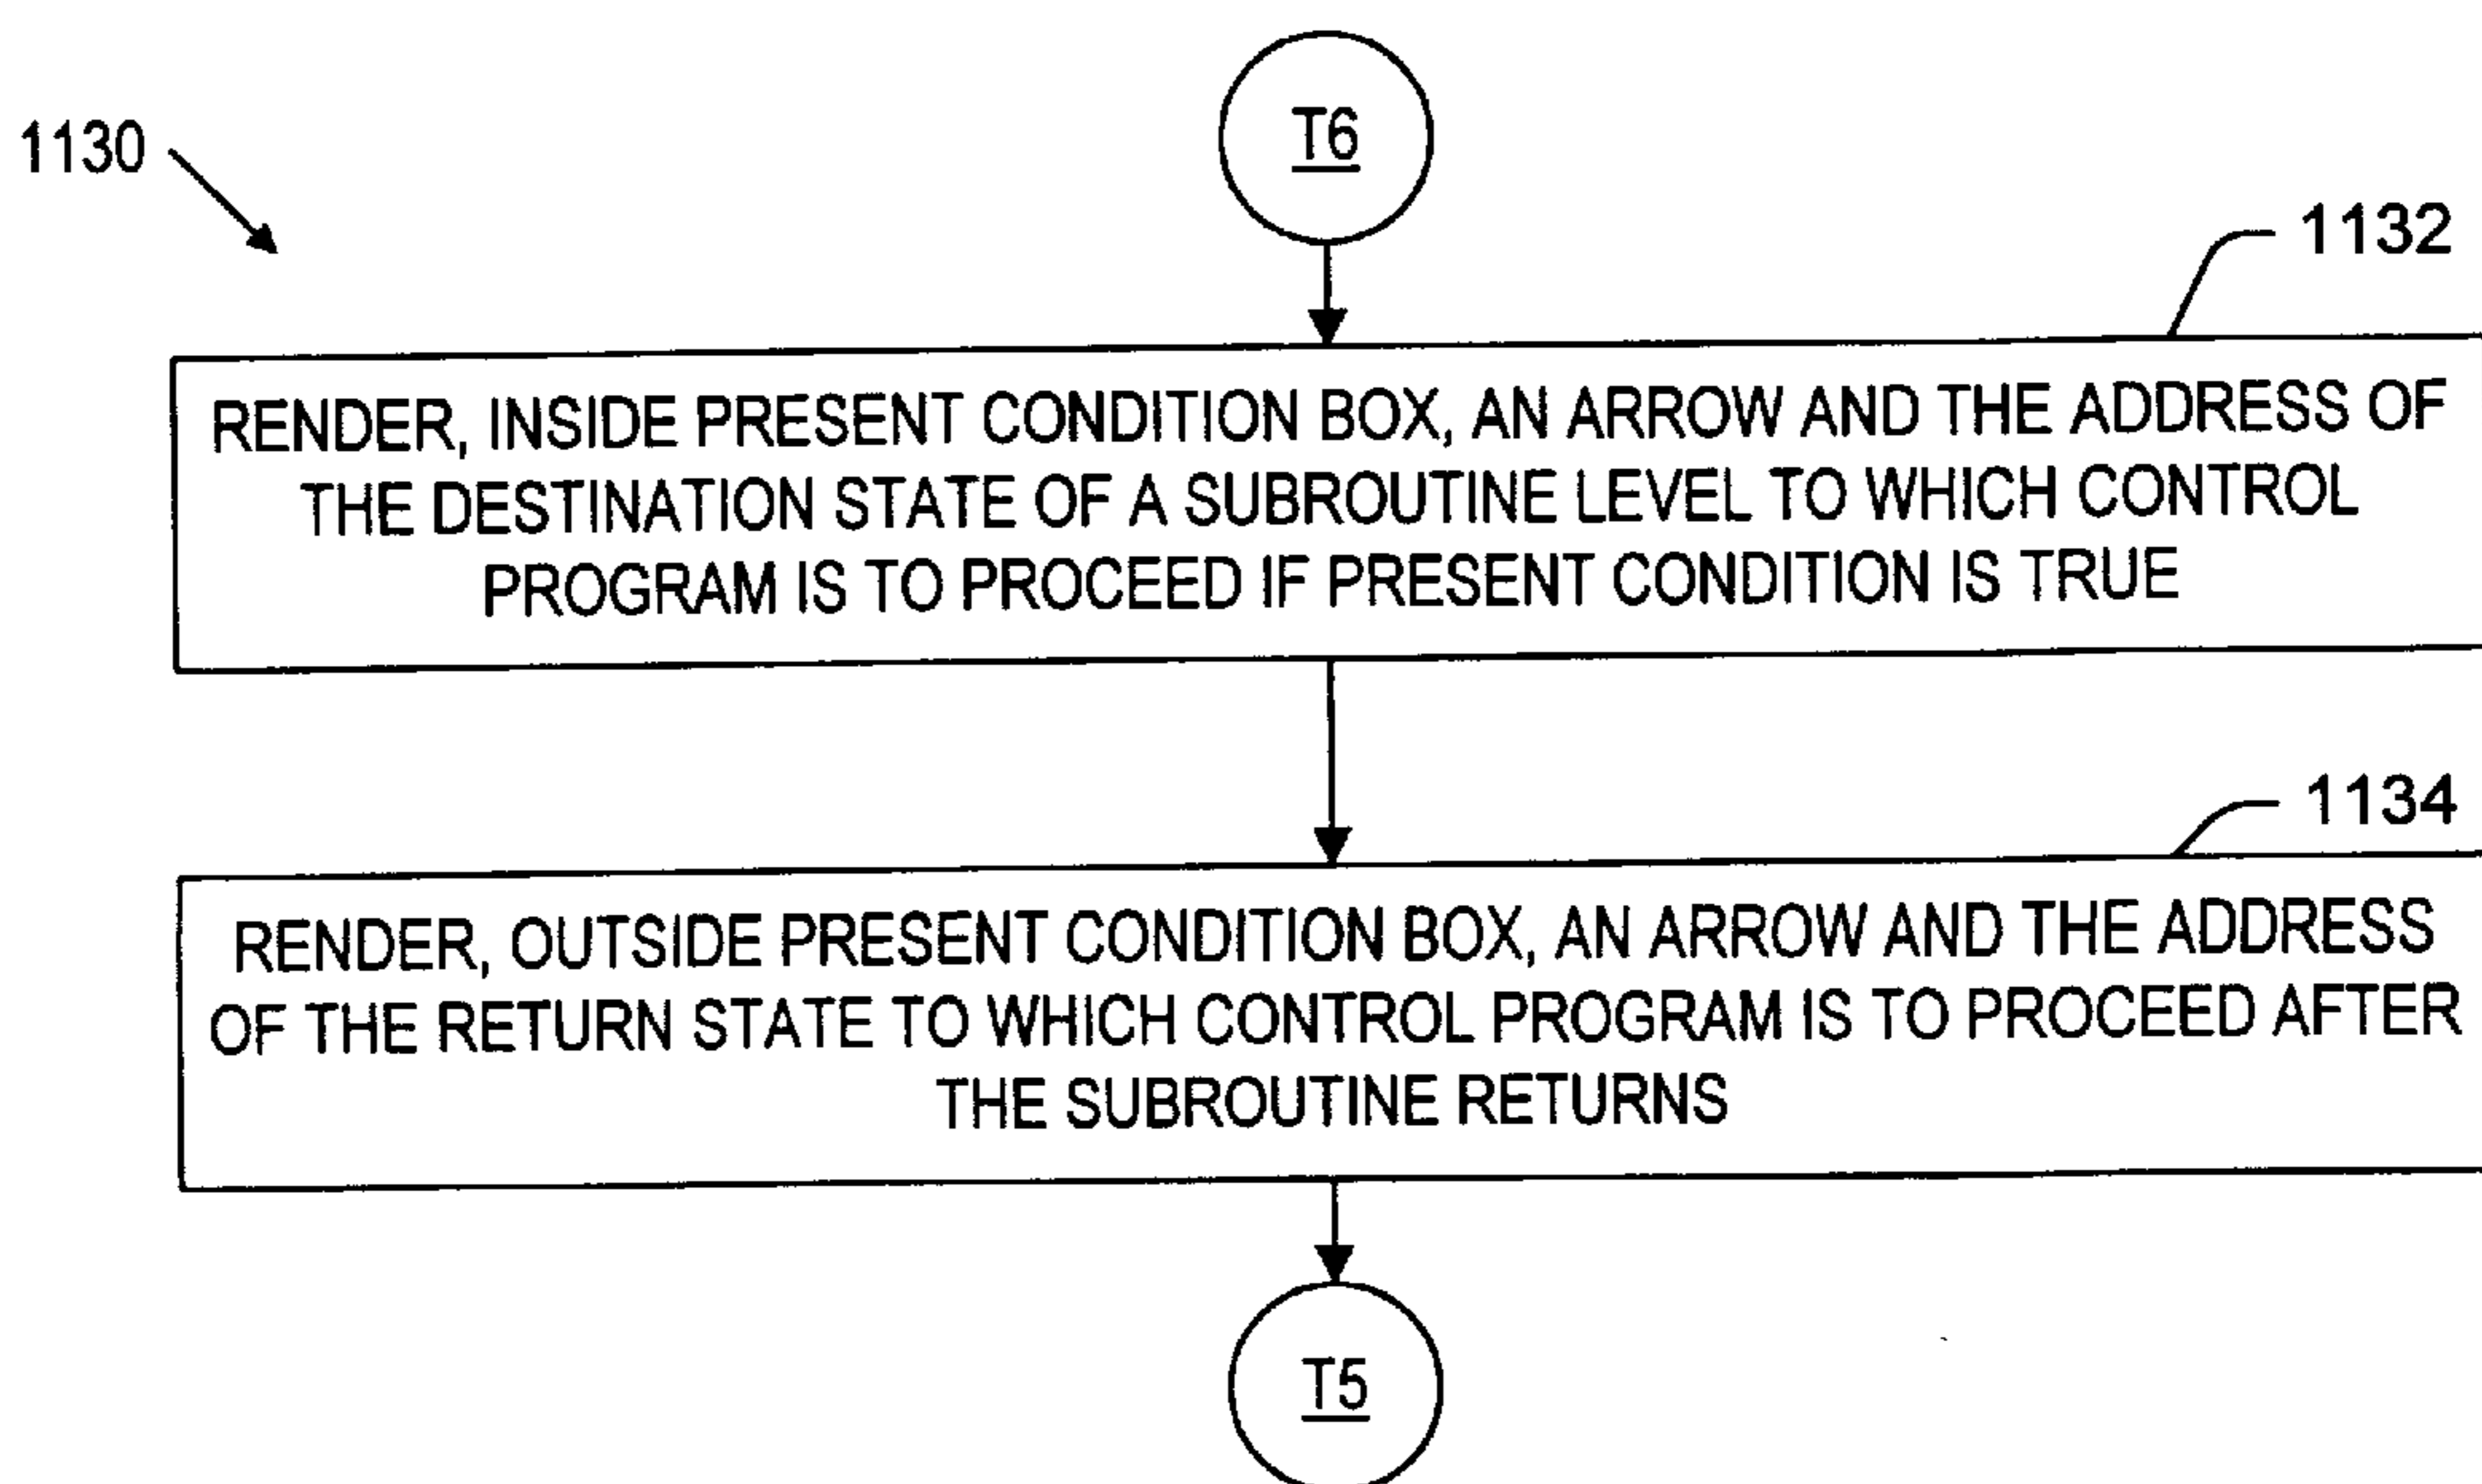 T6
1130
1132
RENDER, INSIDE PRESENT CONDITION BOX, AN ARROW AND THE ADDRESS OF
THE DESTINATION STATE OF A SUBROUTINE LEVEL TO WHICH CONTROL
PROGRAM IS TO PROCEED IF PRESENT CONDITION IS TRUE
1134
RENDER, OUTSIDE PRESENT CONDITION BOX, AN ARROW AND THE ADDRESS
OF THE RETURN STATE TO WHICH CONTROL PROGRAM IS TO PROCEED AFTER
THE SUBROUTINE RETURNS
T5